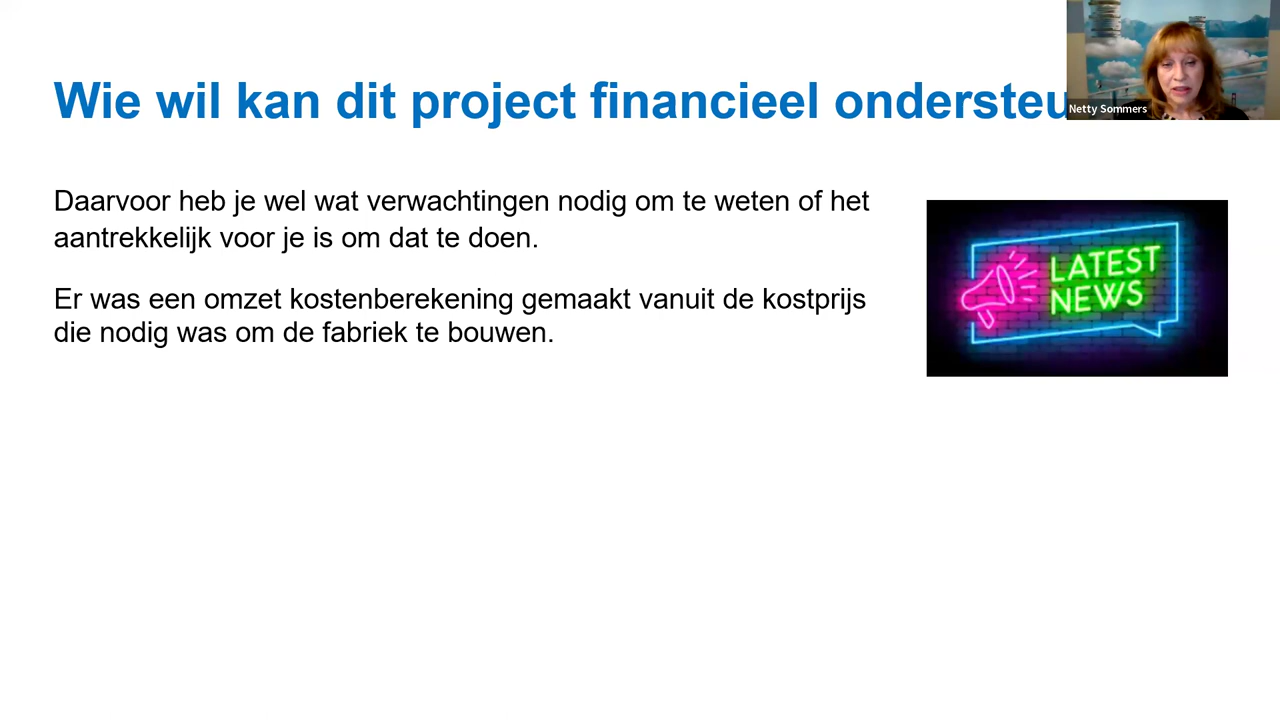 Wie wil kan dit project financieel ondersteu
Netty Sommers
Daarvoor heb je wel wat verwachtingen nodig om te weten of het
aantrekkelijk voor je is om dat te doen.
Er was een omzet kostenberekening gemaakt vanuit de kostprijs
die nodig was om de fabriek te bouwen.
LATEST
NEWS